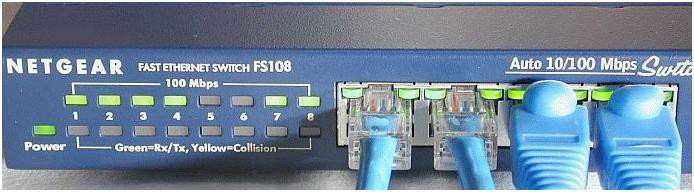 NETGEAR FAST ETHERNET SWITCH FS108
Auto 10/100 Mbps
100 Mbps
1 2 3 4 5 6 7 8
Power
Green=Rx/Tx, Yellow=Collision